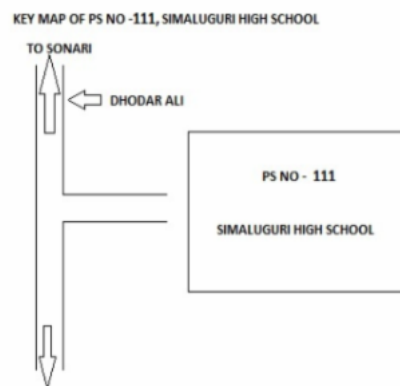 KEY MAP OF PS NO -111, SIMALUGURI HIGH SCHOOL
TO SONARI
DHODAR ALI
PS NO - 111
SIMALUGURI HIGH SCHOOL